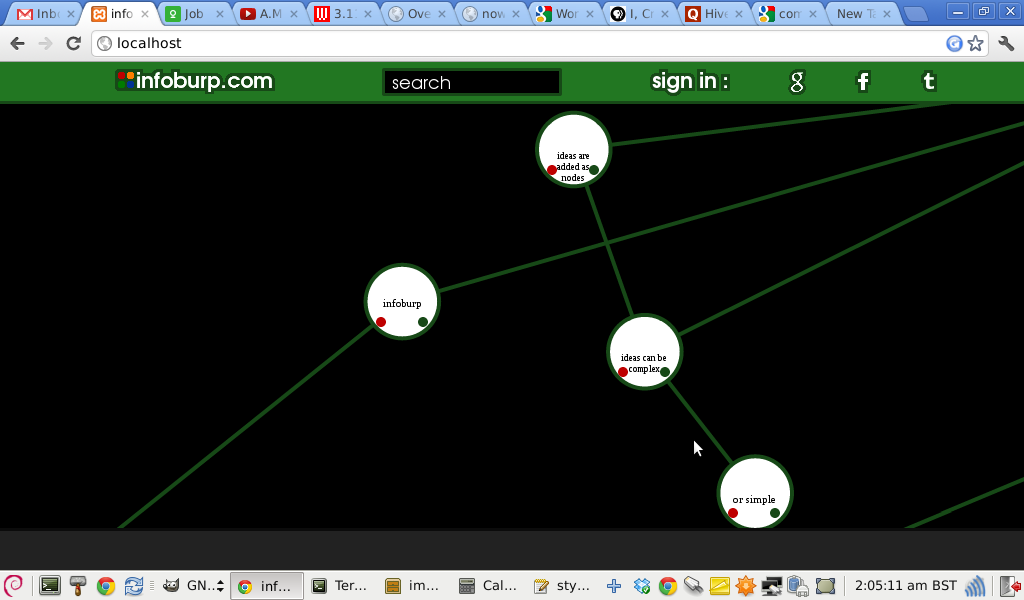 Inb
info
Job
A.M
3.1
Ove
now
Wor
I, Cr
Hive
com
New T
localhost
infoburp.com
search
sign in :
g
f
t
ideas are
added as
nodes
infoburp
ideas can be
complex
or simple
GN...
inf...
Ter...
im...
Cal...
sty...
2:05:11 am BST